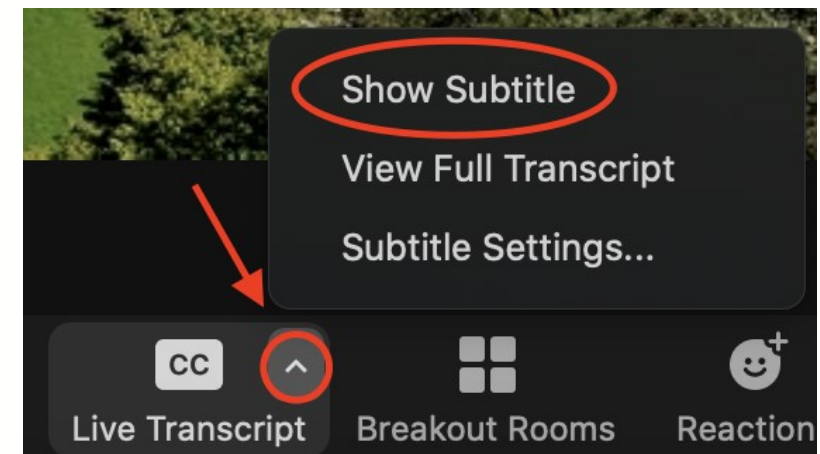 Show Subtitle
View Full Transcript
Subtitle Settings...
CC
Live Transcript
Breakout Rooms
Reaction